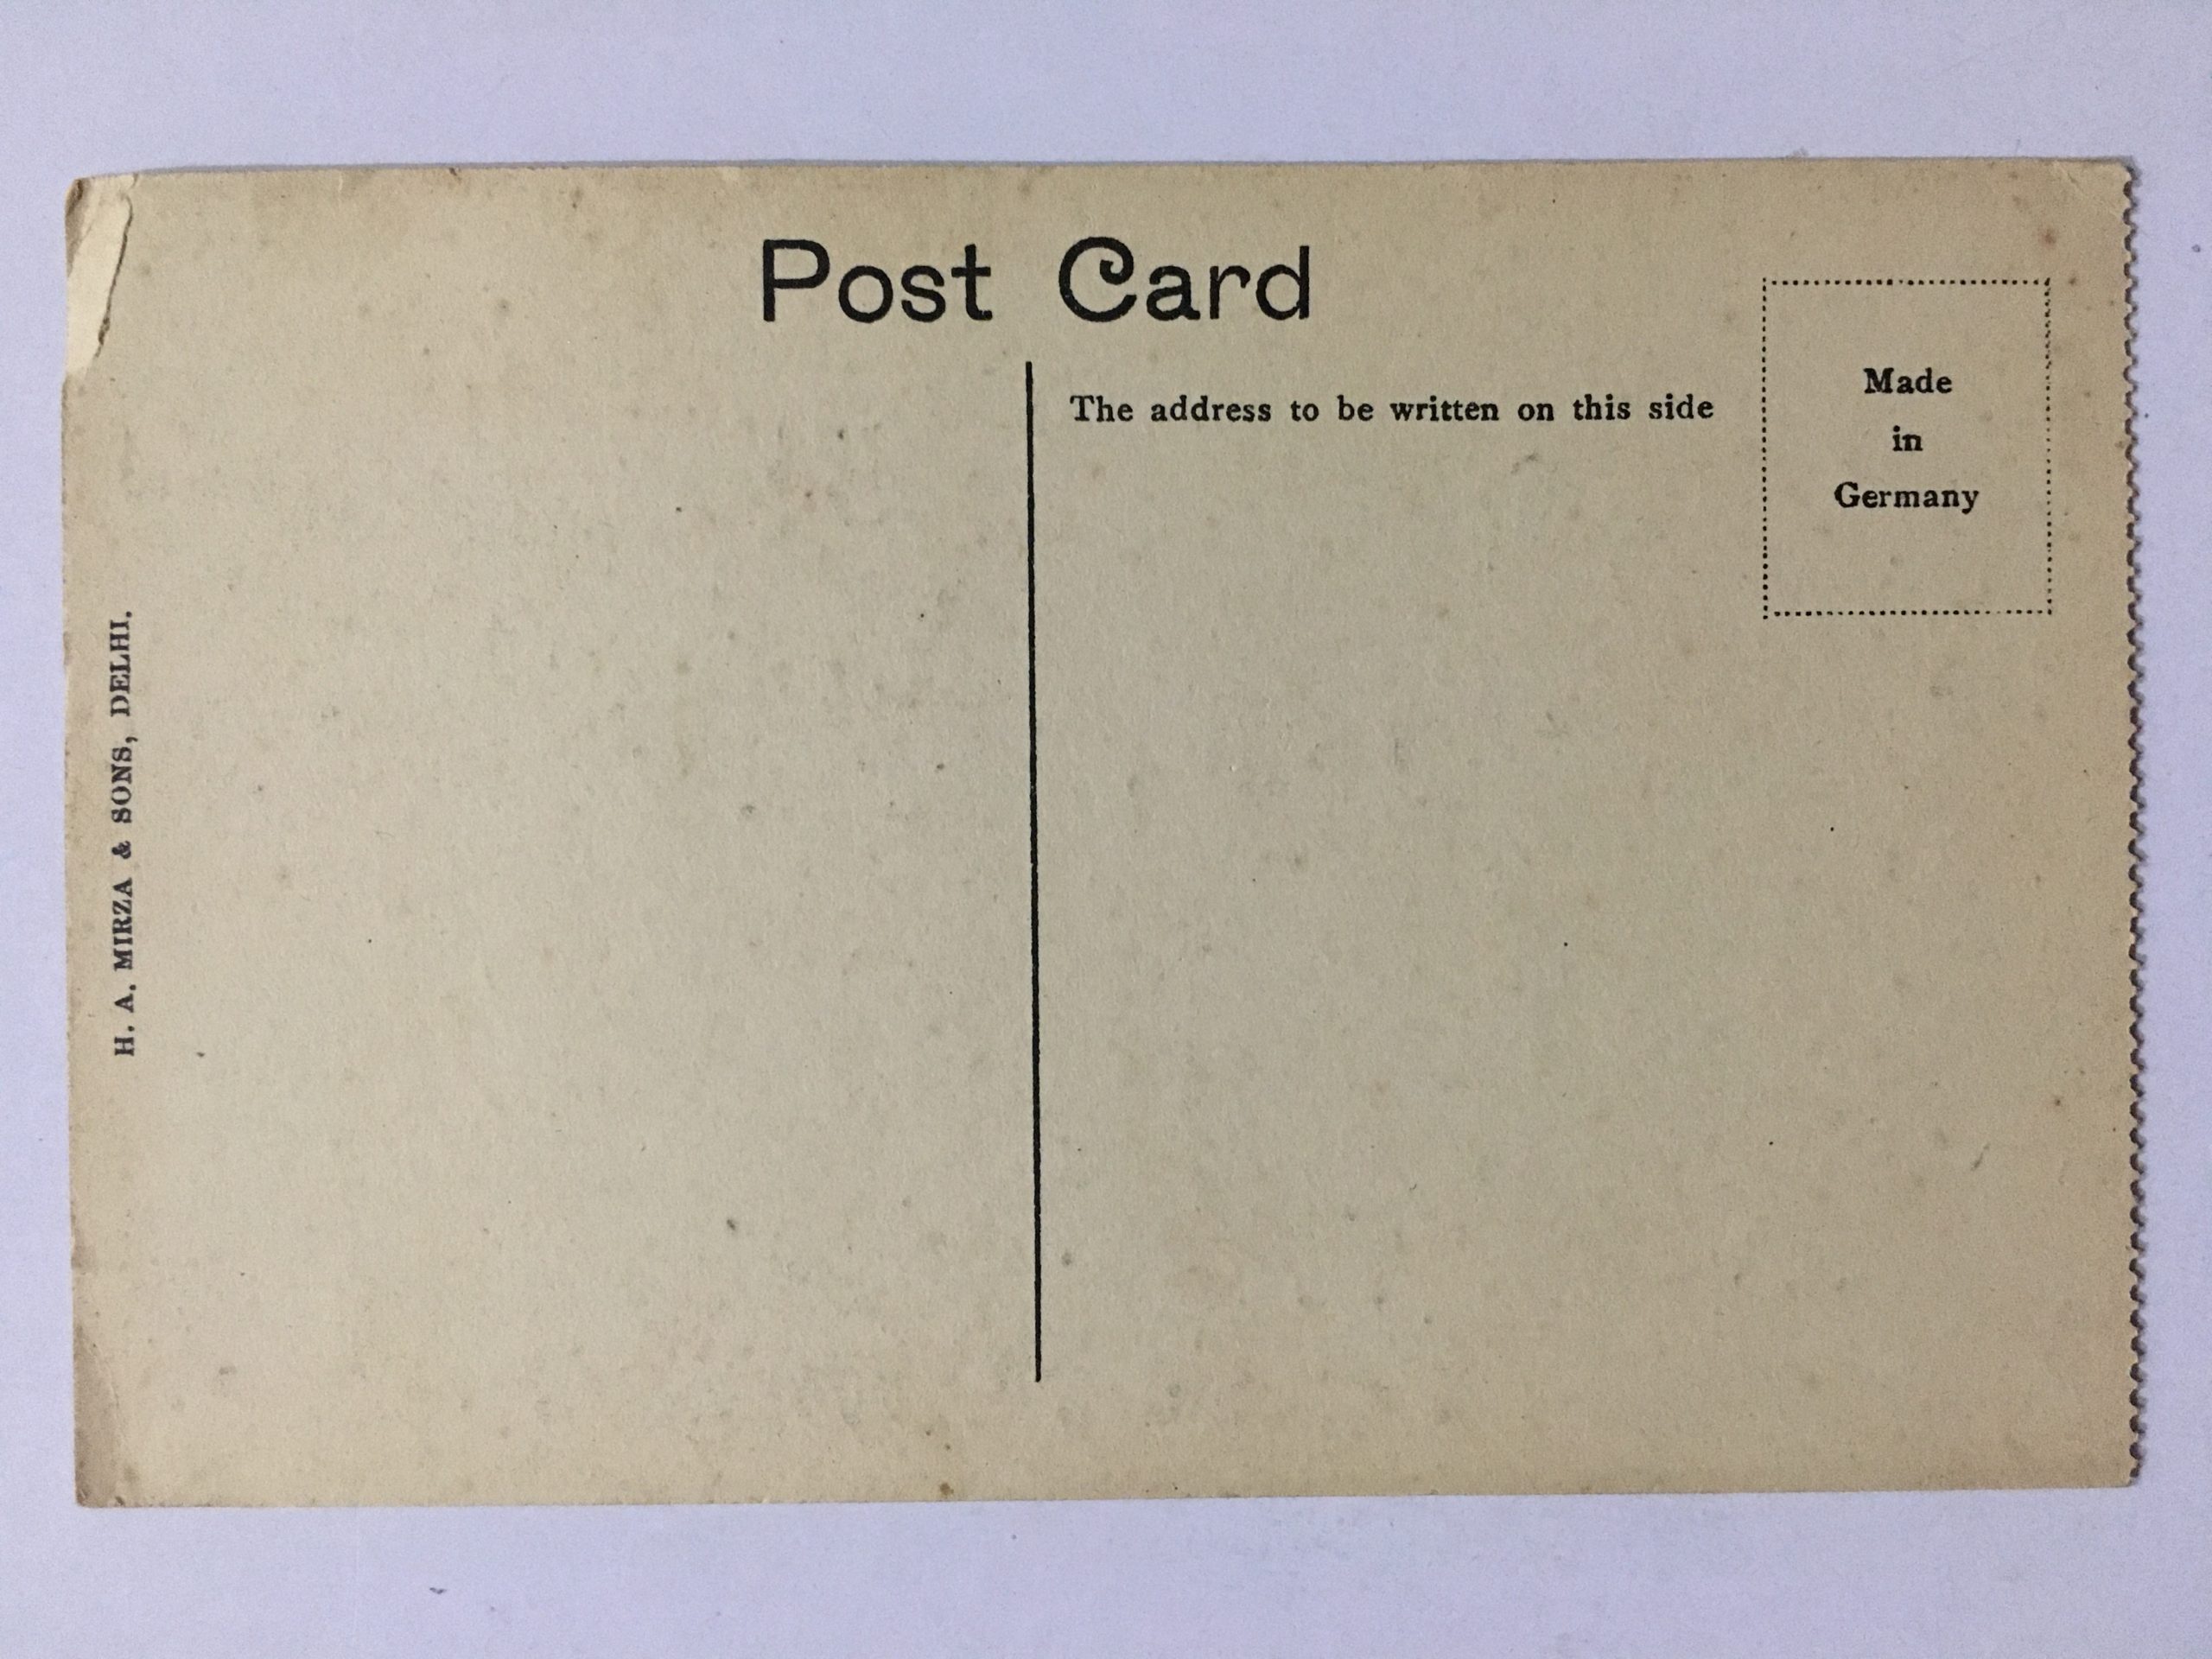 Post Card
The address to be written on this side
Made
in
Germany
H. A. MIRZA & SONS, DELHI.